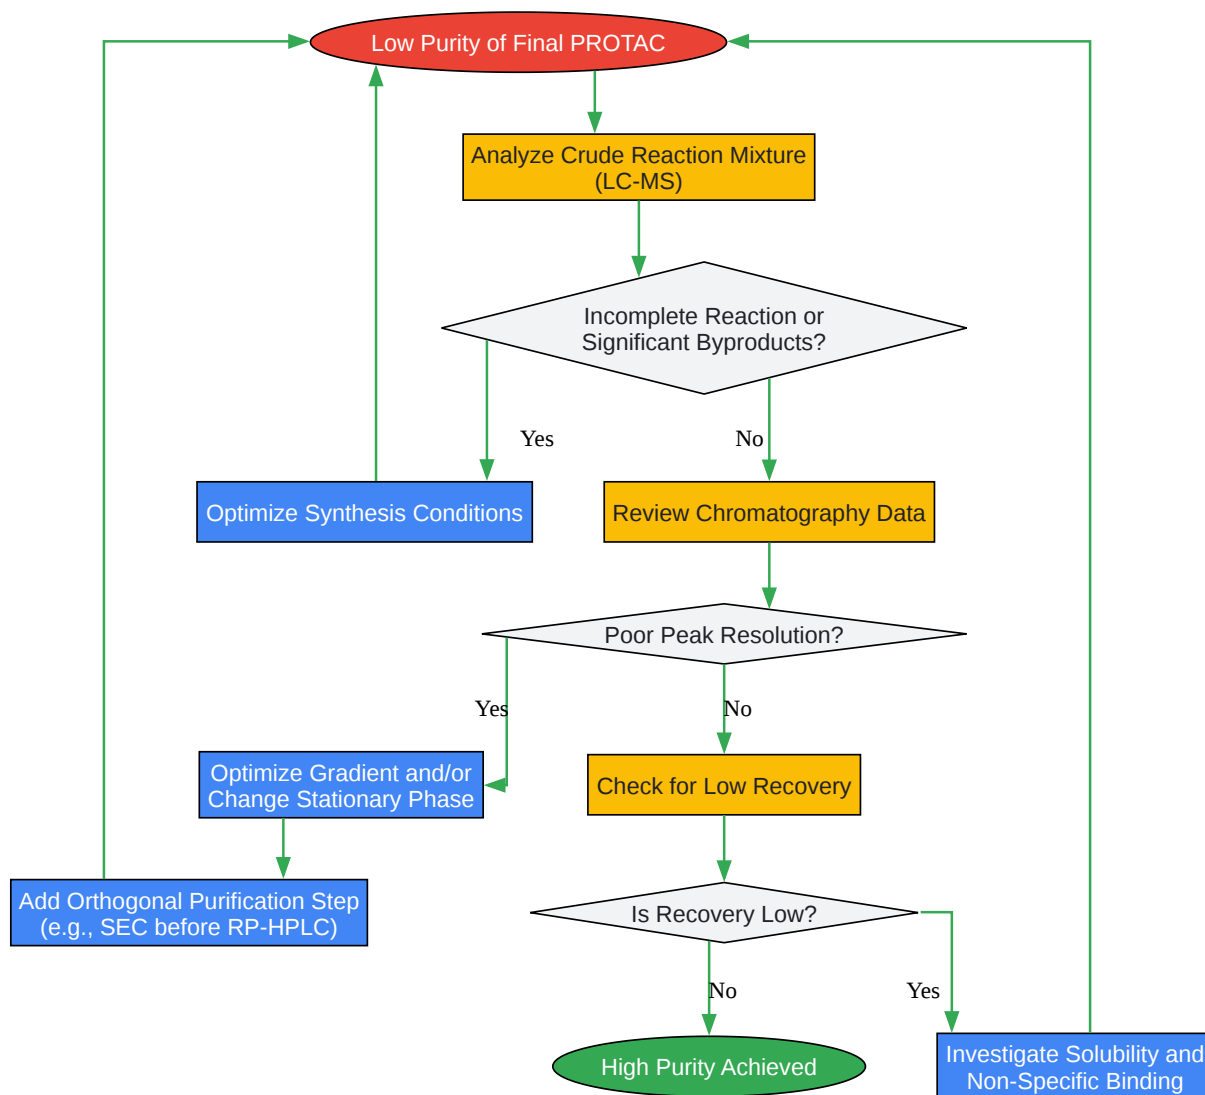 Low Purity of Final PROTAC
Analyze Crude Reaction Mixture
(LC-MS)
Incomplete Reaction or
Significant Byproducts?
Yes
No
Optimize Synthesis Conditions
Review Chromatography Data
Poor Peak Resolution?
Yes
No
Optimize Gradient and/or
Change Stationary Phase
Check for Low Recovery
Add Orthogonal Purification Step
(e.g., SEC before RP-HPLC)
Is Recovery Low?
No
Yes
High Purity Achieved
Investigate Solubility and
Non-Specific Binding